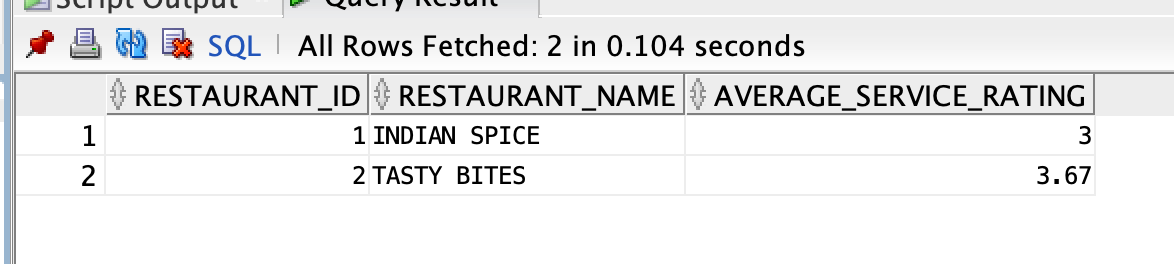 Script Output Query Result
SQL All Rows Fetched: 2 in 0.104 seconds
RESTAURANT_ID RESTAURANT_NAME AVERAGE_SERVICE_RATING
1 1 INDIAN SPICE 3
2 2 TASTY BITES 3.67